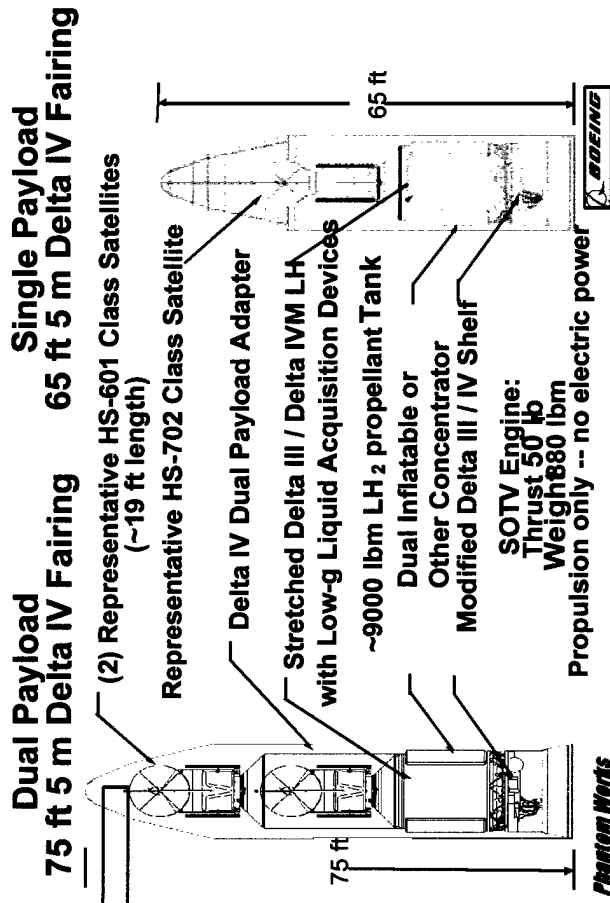 Dual Payload
75 ft 5 m Delta IV Fairing
Single Payload
65 ft 5 m Delta IV Fairing
(2) Representative HS-601 Class Satellites
(~19 ft length)
Representative HS-702 Class Satellite
Delta IV Dual Payload Adapter
Stretched Delta III / Delta IVM LH
with Low-g Liquid Acquisition Devices
~9000 lbm LH2 propellant Tank
Dual Inflatable or
Other Concentrator
Modified Delta III / IV Shelf
SOTV Engine:
Thrust 50 lb
Weight 880 lbm
Propulsion only -- no electric power
75 ft
65 ft
Phantom Works
BOEING